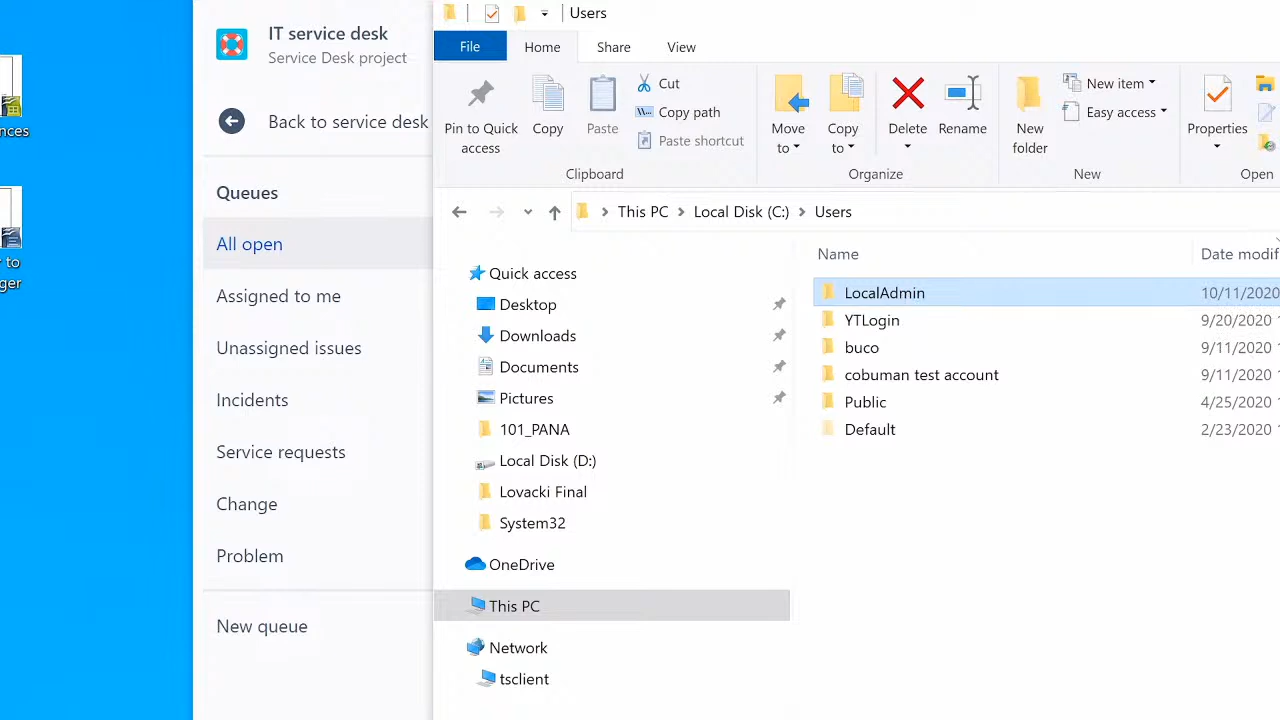 nces
r to
ger
IT service desk
Service Desk project
Back to service desk
Queues
All open
Assigned to me
Unassigned issues
Incidents
Service requests
Change
Problem
New queue
Users
File
Home
Share
View
Pin to Quick
access
Copy
Paste
Cut
Copy path
Paste shortcut
Clipboard
Move
to
Copy
to
Delete
Rename
Organize
New
folder
New item
Easy access
New
Properties
Open
This PC
Local Disk (C:)
Users
Quick access
Desktop
Downloads
Documents
Pictures
101_PANA
Local Disk (D:)
Lovacki Final
System32
OneDrive
This PC
Network
tsclient
Name
Date modif
LocalAdmin
10/11/2020
YTLogin
9/20/2020 1
buco
9/11/2020 1
cobuman test account
9/11/2020 1
Public
4/25/2020 1
Default
2/23/2020 1